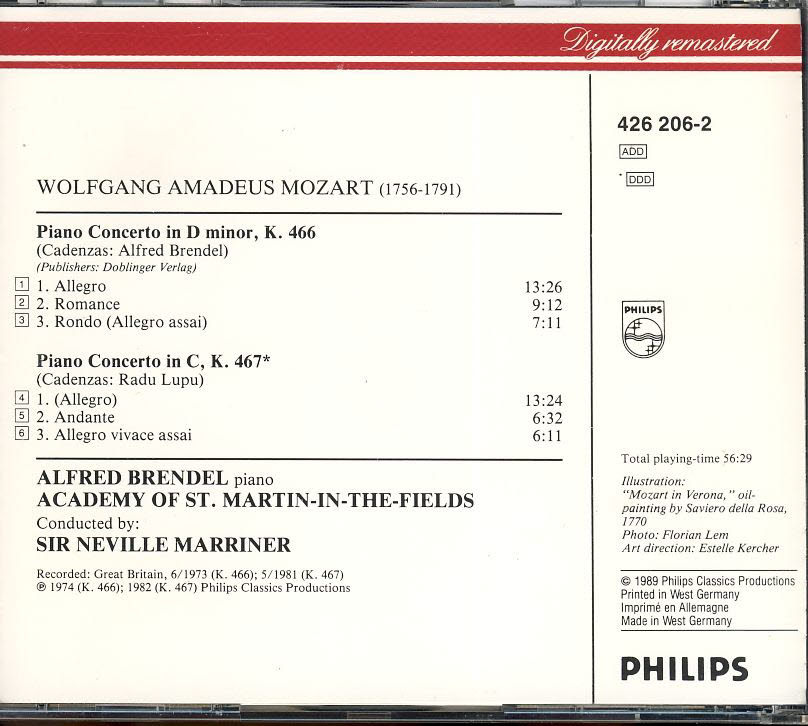 Digitally remastered
WOLFGANG AMADEUS MOZART (1756-1791)
Piano Concerto in D minor, K. 466
(Cadenzas: Alfred Brendel)
(Publishers: Doblinger Verlag)
1 1. Allegro 13:26
2 2. Romance 9:12
3 3. Rondo (Allegro assai) 7:11
Piano Concerto in C, K. 467*
(Cadenzas: Radu Lupu)
4 1. (Allegro) 13:24
5 2. Andante 6:32
6 3. Allegro vivace assai 6:11
ALFRED BRENDEL piano
ACADEMY OF ST. MARTIN-IN-THE-FIELDS
Conducted by:
SIR NEVILLE MARRINER
Recorded: Great Britain, 6/1973 (K. 466); 5/1981 (K. 467)
℗ 1974 (K. 466); 1982 (K. 467) Philips Classics Productions
426 206-2
ADD
* DDD
PHILIPS
Total playing-time 56:29
Illustration:
"Mozart in Verona," oil-
painting by Saviero della Rosa,
1770
Photo: Florian Lem
Art direction: Estelle Kercher
© 1989 Philips Classics Productions
Printed in West Germany
Imprimé en Allemagne
Made in West Germany
PHILIPS